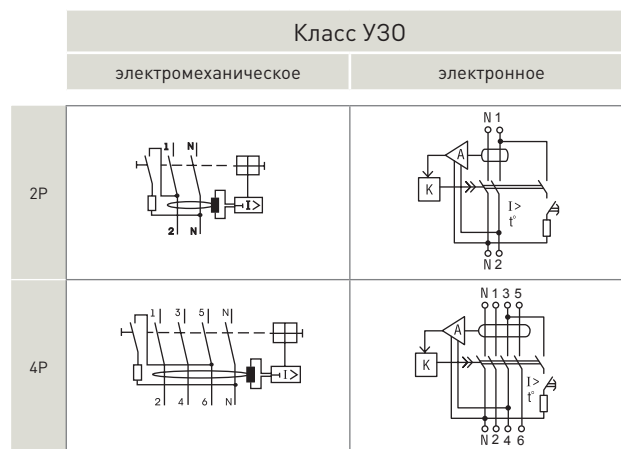 Класс УЗО
электромеханическое электронное
2P
1 N
I>
2 N
N 1
A
K
I>
t°
N 2
4P
1 3 5 N
I>
2 4 6 N
N 1 3 5
A
K
I>
t°
N 2 4 6